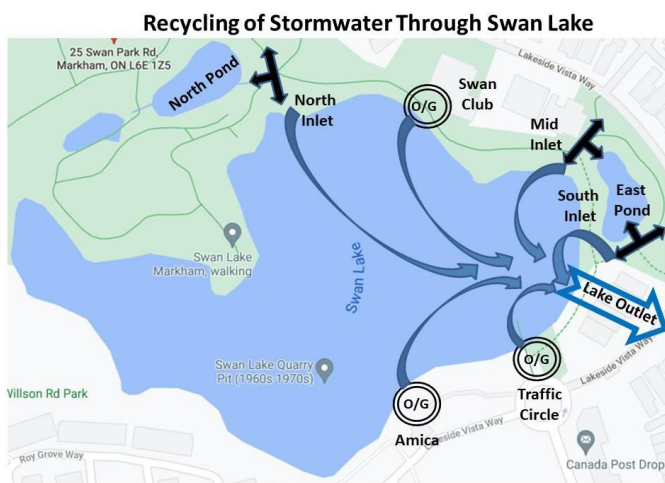 Recycling of Stormwater Through Swan Lake
25 Swan Park Rd,
Markham, ON L6E 1Z5
North Pond
North
Inlet
O/G
Swan
Club
Lakeside Vista Way
Mid
Inlet
South
Inlet
East
Pond
Swan Lake
Markham, walking
Swan Lake
Lake Outlet
Swan Lake Quarry
Pit (1960s-1970s)
O/G
Amica
O/G
Traffic
Circle
Lakeside Vista Way
Lakeside Vista Way
Willson Rd Park
Roy Grove Way
Canada Post Drop